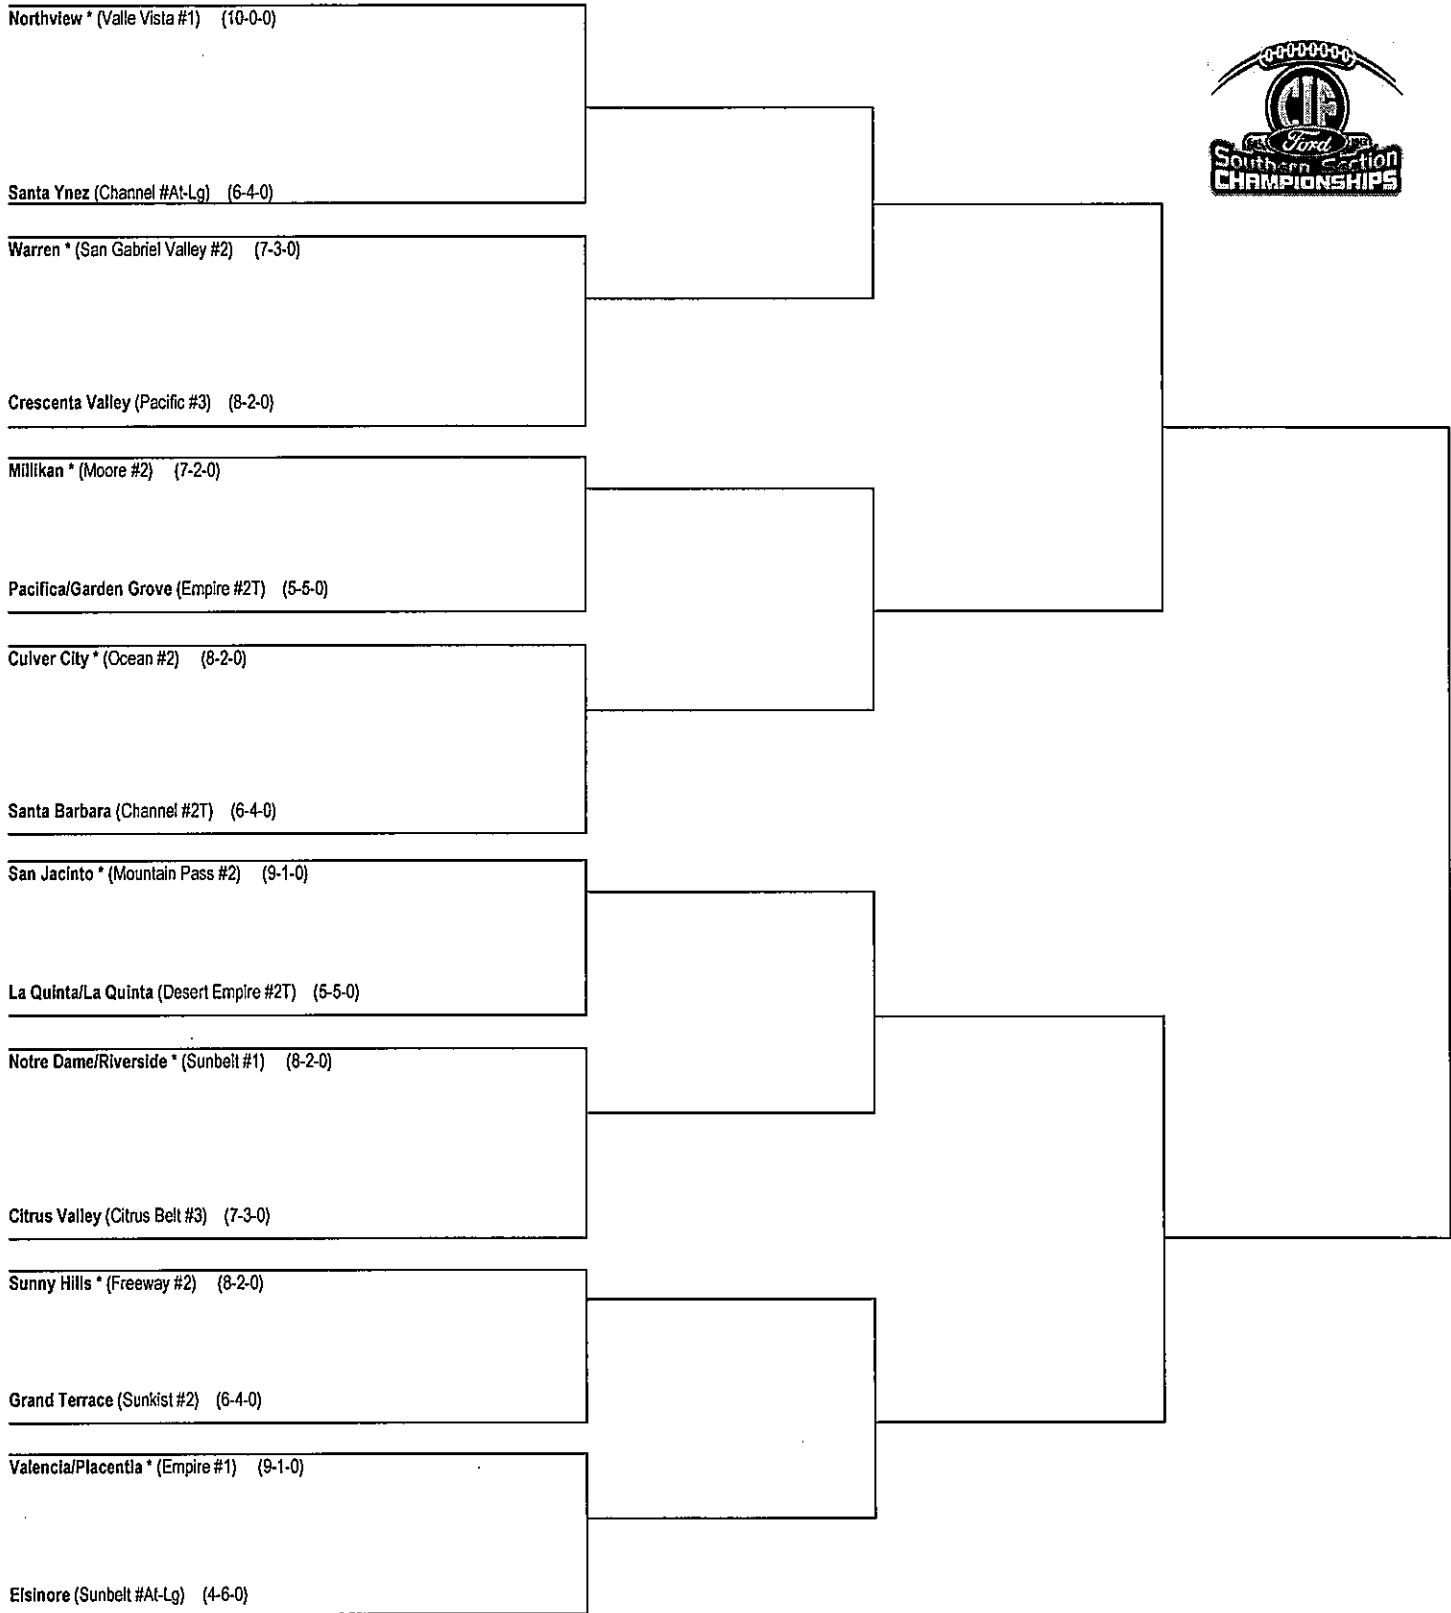 Northview * (Valle Vista #1) (10-0-0)
CIF
Ford
Southern Section
CHAMPIONSHIPS
Santa Ynez (Channel #At-Lg) (6-4-0)
Warren * (San Gabriel Valley #2) (7-3-0)
Crescenta Valley (Pacific #3) (8-2-0)
Millikan * (Moore #2) (7-2-0)
Pacifica/Garden Grove (Empire #2T) (5-5-0)
Culver City * (Ocean #2) (8-2-0)
Santa Barbara (Channel #2T) (6-4-0)
San Jacinto * (Mountain Pass #2) (9-1-0)
La Quinta/La Quinta (Desert Empire #2T) (5-5-0)
Notre Dame/Riverside * (Sunbelt #1) (8-2-0)
Citrus Valley (Citrus Belt #3) (7-3-0)
Sunny Hills * (Freeway #2) (8-2-0)
Grand Terrace (Sunkist #2) (6-4-0)
Valencia/Placentia * (Empire #1) (9-1-0)
Elsinore (Sunbelt #At-Lg) (4-6-0)